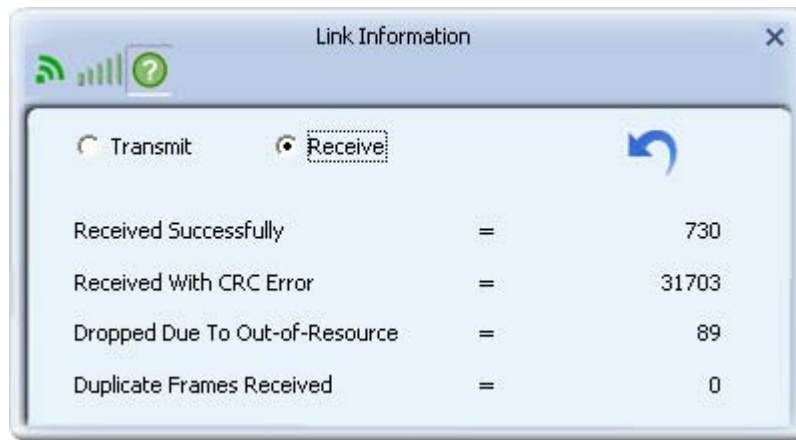 Link Information
Transmit Receive
Received Successfully = 730
Received With CRC Error = 31703
Dropped Due To Out-of-Resource = 89
Duplicate Frames Received = 0